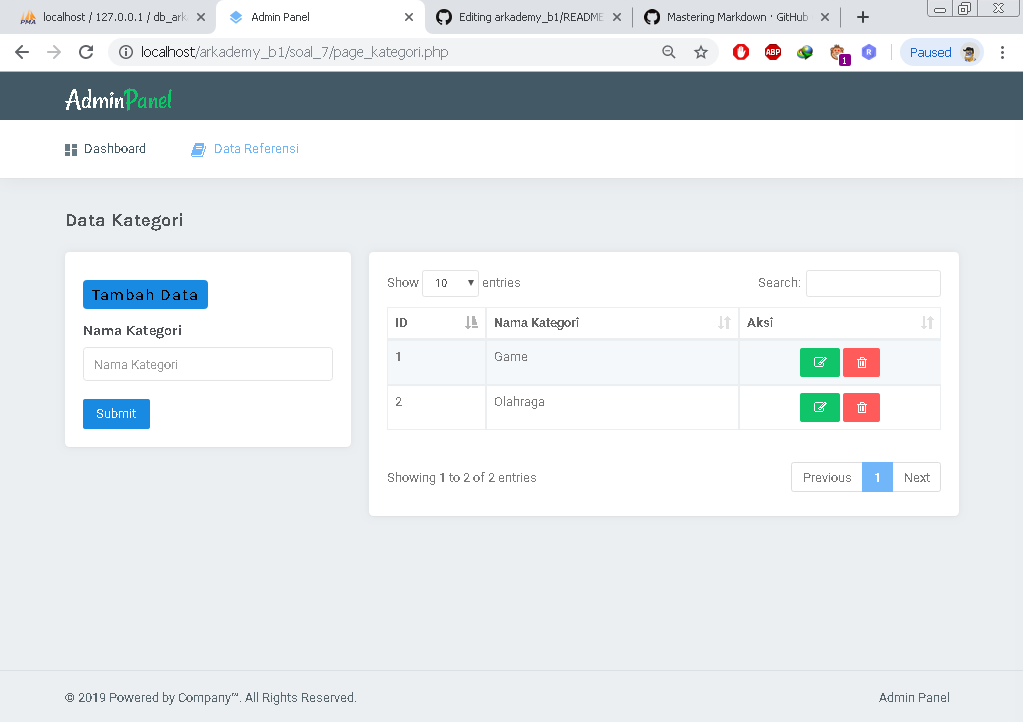 localhost / 127.0.0.1 / db_ark
Admin Panel
Editing arkademy_b1/README
Mastering Markdown · GitHub
localhost/arkademy_b1/soal_7/page_kategori.php
ABP
1
R
Paused
AdminPanel
Dashboard
Data Referensi
Data Kategori
Tambah Data
Nama Kategori
Nama Kategori
Submit
Show 10 entries
Search:
ID Nama Kategori Aksi
1 Game
2 Olahraga
Showing 1 to 2 of 2 entries
Previous 1 Next
© 2019 Powered by Company™. All Rights Reserved.
Admin Panel